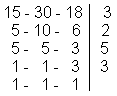 15 - 30 - 18 | 3
5 - 10 - 6 | 2
5 - 5 - 3 | 5
1 - 1 - 3 | 3
1 - 1 - 1 |